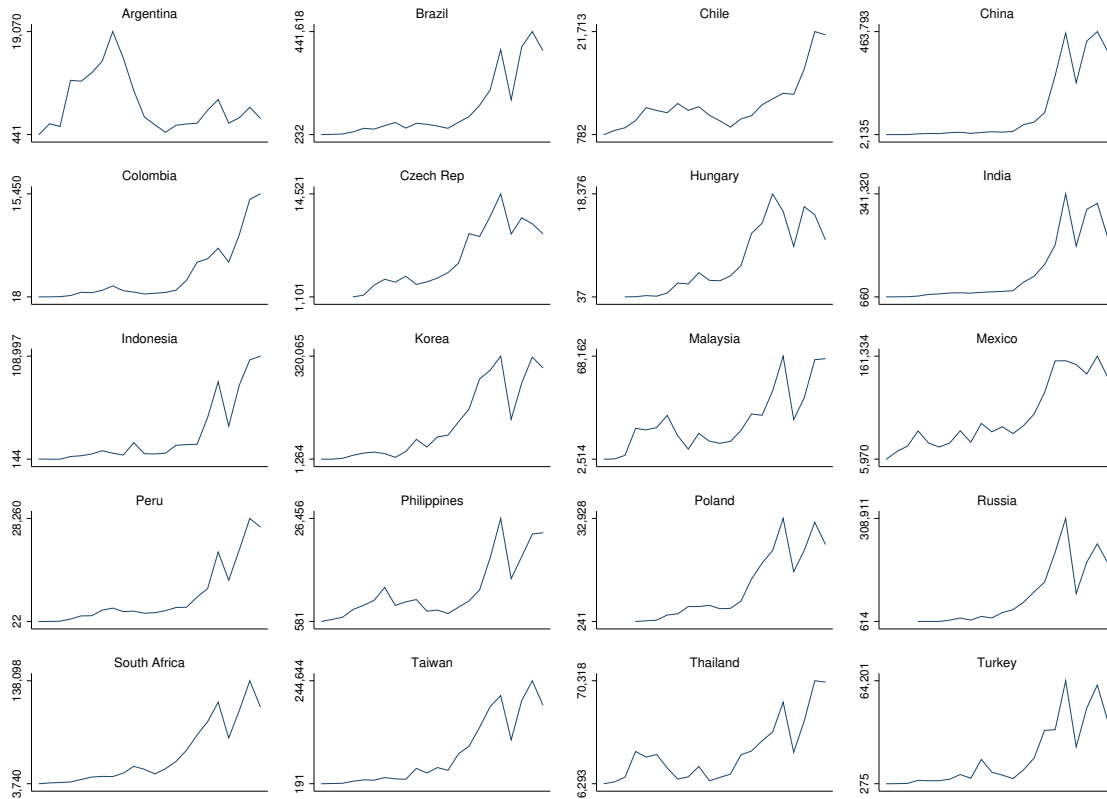 Argentina
19,070
441
Brazil
441,618
232
Chile
21,713
782
China
463,793
2,135
Colombia
15,450
18
Czech Rep
14,521
1,101
Hungary
18,376
37
India
341,320
660
Indonesia
108,997
144
Korea
320,065
1,264
Malaysia
68,162
2,514
Mexico
161,334
5,970
Peru
28,260
22
Philippines
26,456
581
Poland
32,928
241
Russia
308,911
614
South Africa
138,098
3,740
Taiwan
244,644
191
Thailand
70,318
6,293
Turkey
64,201
275